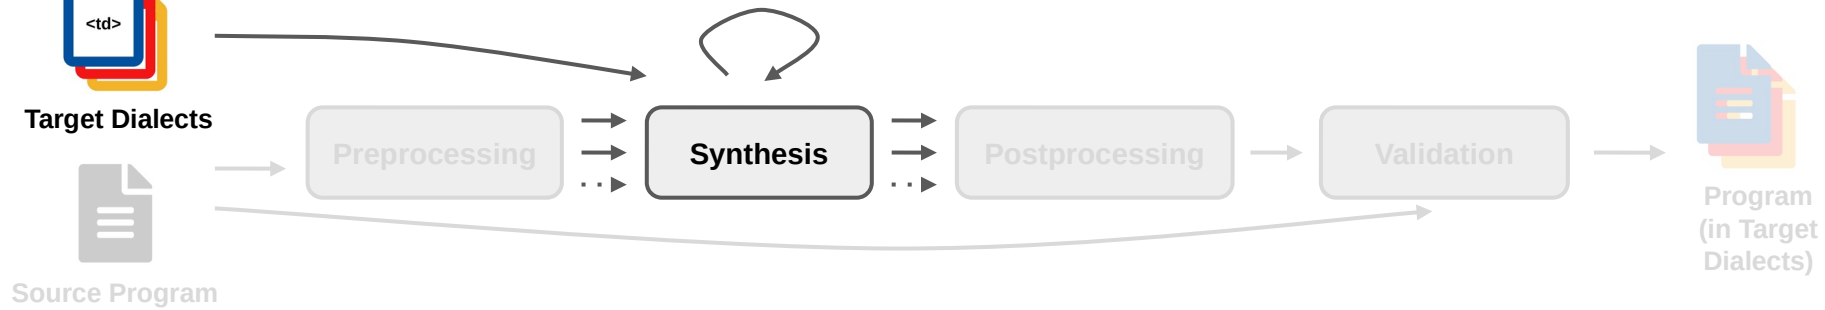 <td>
Target Dialects
Preprocessing
Synthesis
Postprocessing
Validation
Program
(in Target
Dialects)
Source Program